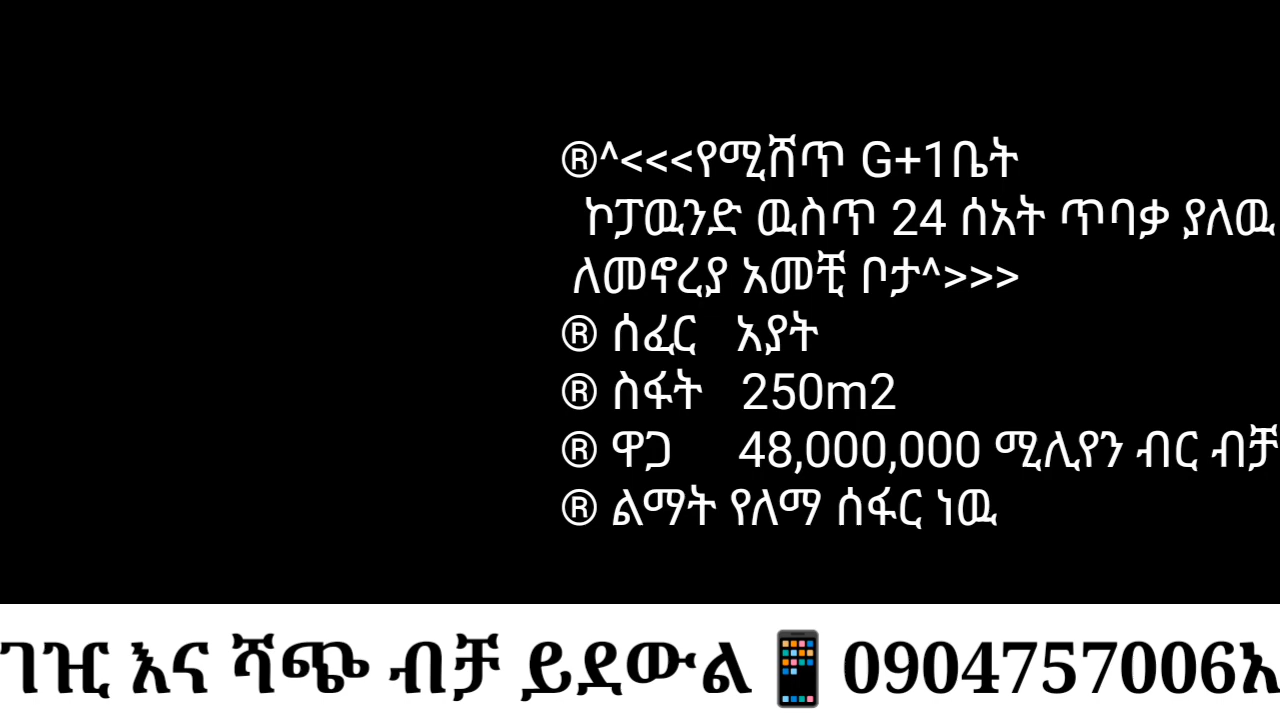 ®^<<<የሚሸጥ G+1ቤት
ኮፓዉንድ ዉስጥ 24 ሰአት ጥባቃ ያለዉ
ለመኖረያ አመቺ ቦታ^>>>
® ሰፈር አያት
® ስፋት 250m2
® ዋጋ 48,000,000 ሚሊየን ብር ብቻ
® ልማት የለማ ሰፋር ነዉ
ገዢ እና ሻጭ ብቻ ይደውል📱0904757006አ